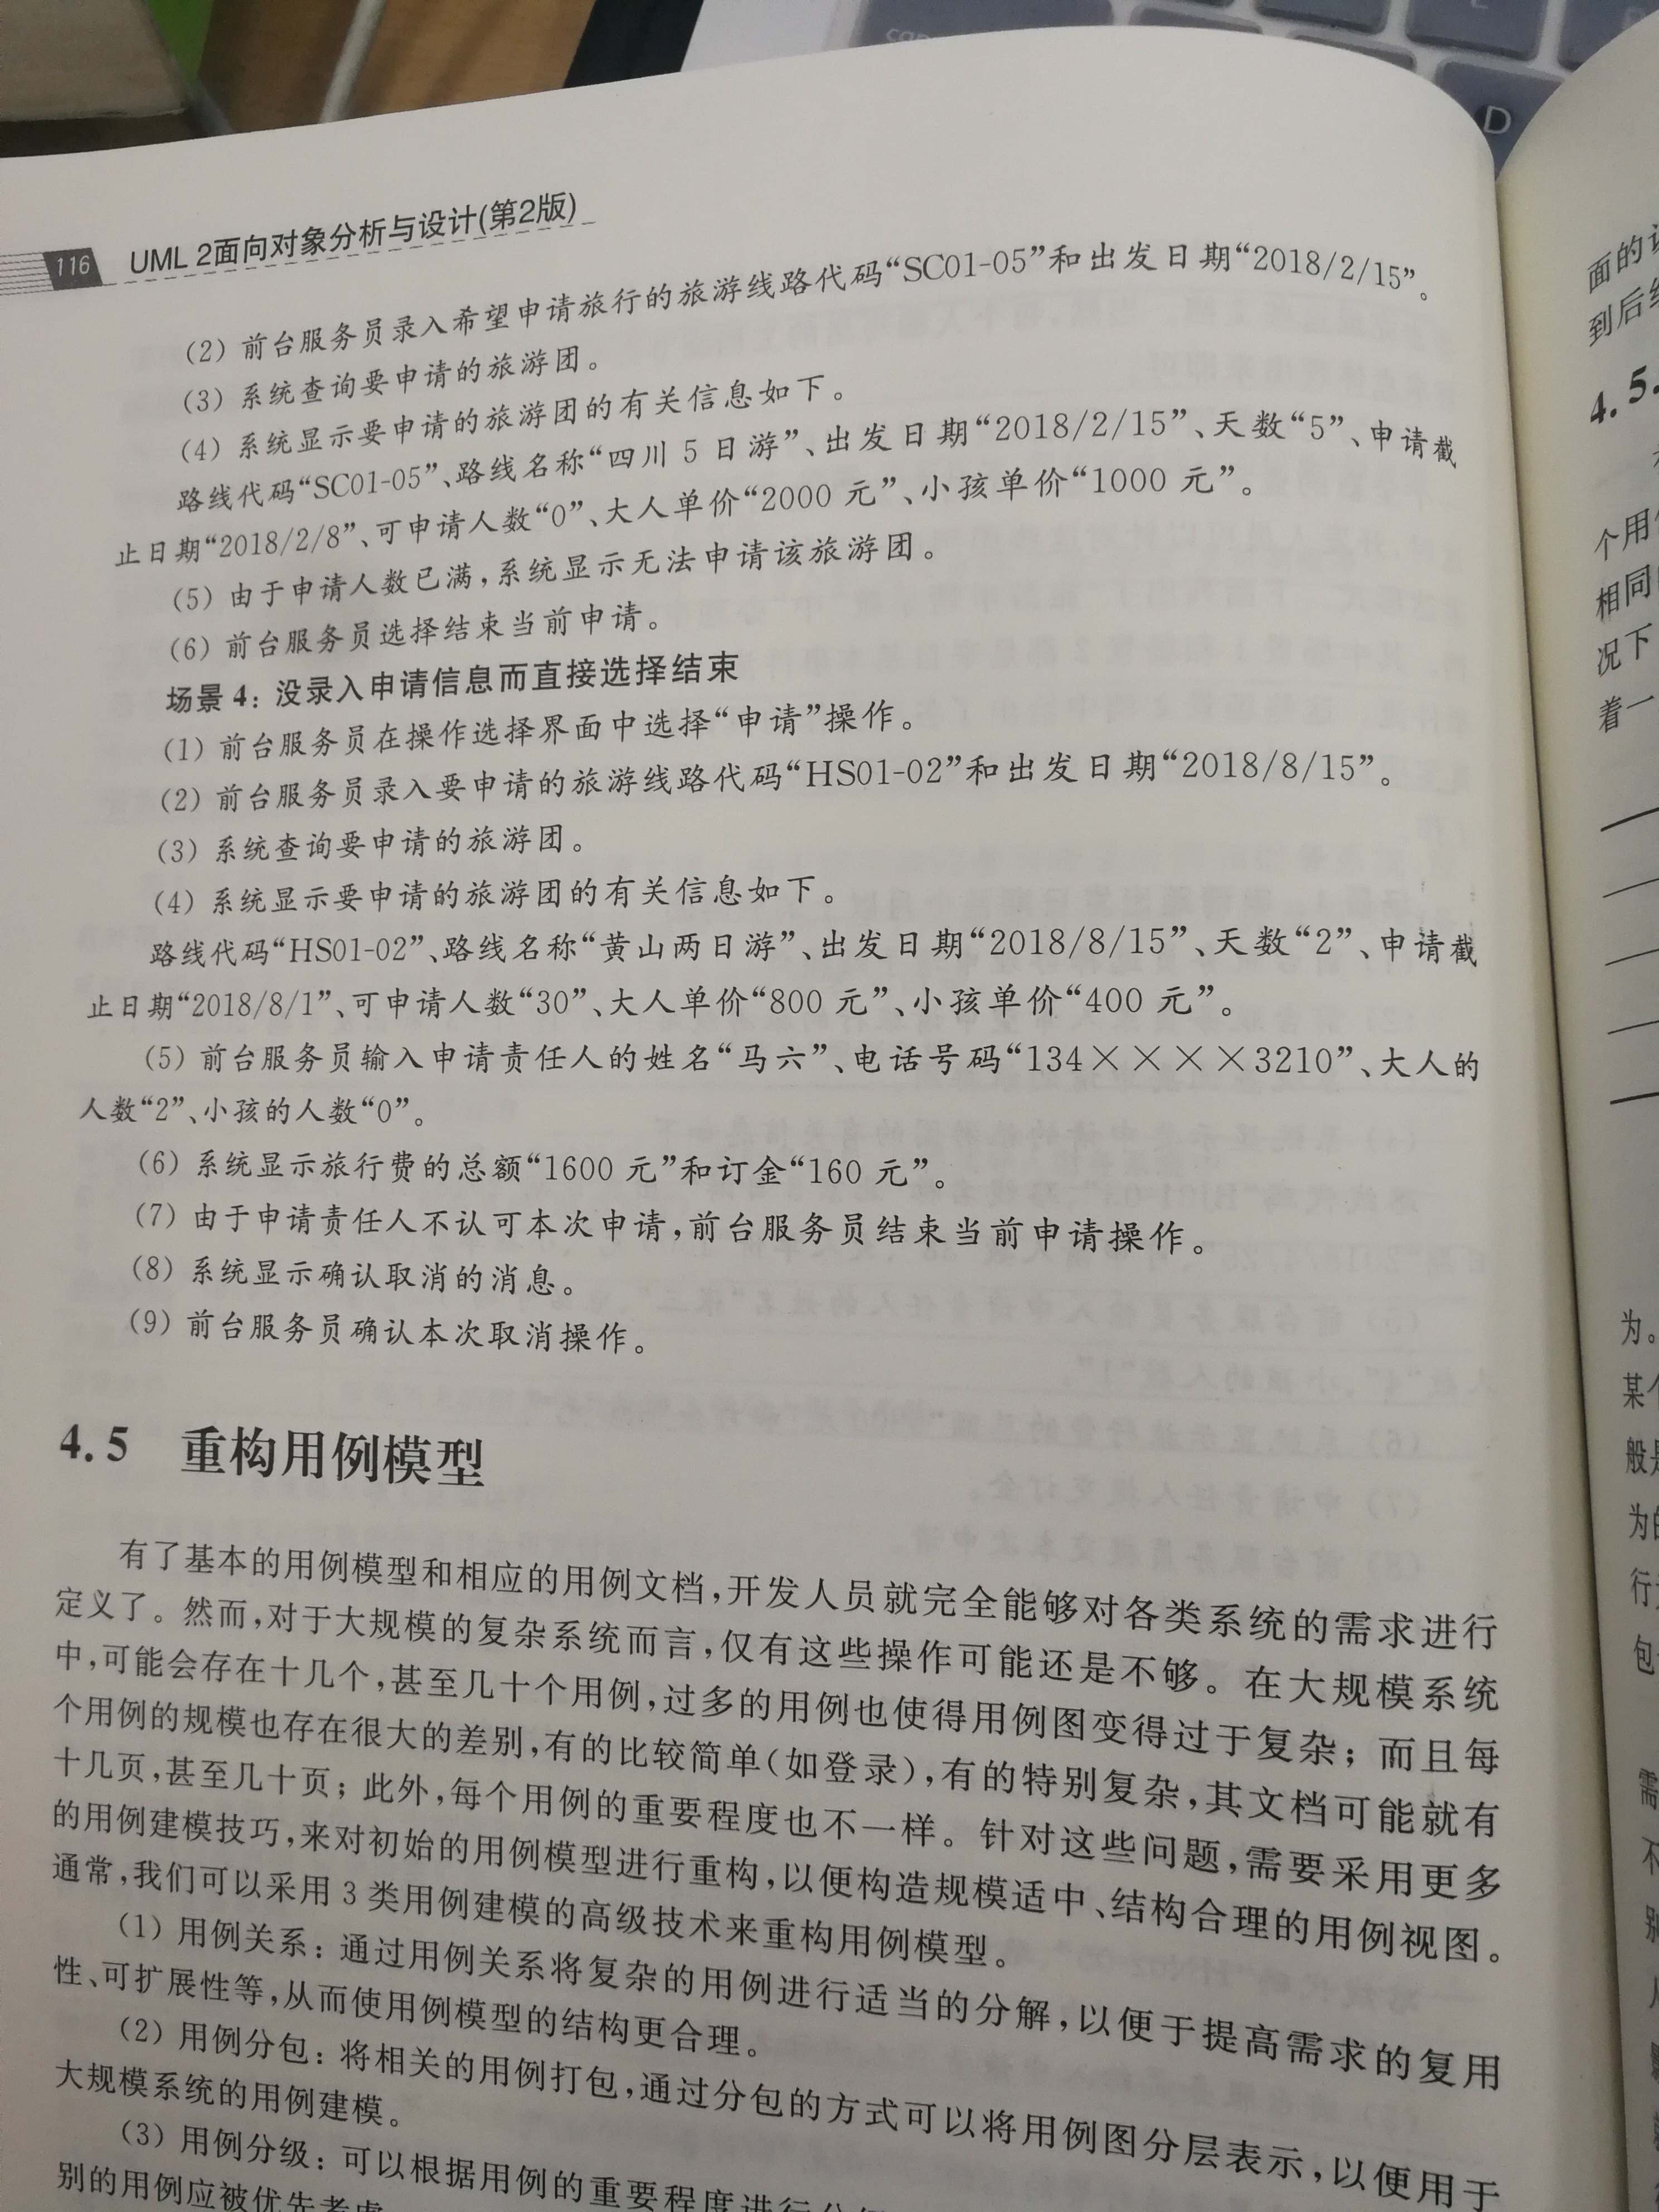 116 UML 2面向对象分析与设计(第2版)
(2) 前台服务员录入希望申请旅行的旅游线路代码“SC01-05”和出发日期“2018/2/15”。
(3) 系统查询要申请的旅游团。
(4) 系统显示要申请的旅游团的有关信息如下。
路线代码“SC01-05”、路线名称“四川 5 日游”、出发日期“2018/2/15”、天数“5”、申请截
止日期“2018/2/8”、可申请人数“0”、大人单价“2000 元”、小孩单价“1000 元”。
(5) 由于申请人数已满,系统显示无法申请该旅游团。
(6) 前台服务员选择结束当前申请。
场景 4: 没录入申请信息而直接选择结束
(1) 前台服务员在操作选择界面中选择“申请”操作。
(2) 前台服务员录入要申请的旅游线路代码“HS01-02”和出发日期“2018/8/15”。
(3) 系统查询要申请的旅游团。
(4) 系统显示要申请的旅游团的有关信息如下。
路线代码“HS01-02”、路线名称“黄山两日游”、出发日期“2018/8/15”、天数“2”、申请截
止日期“2018/8/1”、可申请人数“30”、大人单价“800 元”、小孩单价“400 元”。
(5) 前台服务员输入申请责任人的姓名“马六”、电话号码“134××××3210”、大人的
人数“2”、小孩的人数“0”。
(6) 系统显示旅行费的总额“1600 元”和订金“160 元”。
(7) 由于申请责任人不认可本次申请,前台服务员结束当前申请操作。
(8) 系统显示确认取消的消息。
(9) 前台服务员确认本次取消操作。
4.5 重构用例模型
有了基本的用例模型和相应的用例文档,开发人员就完全能够对各类系统的需求进行
定义了。然而,对于大规模的复杂系统而言,仅有这些操作可能还是不够。在大规模系统
中,可能会存在十几个,甚至几十个用例,过多的用例也使得用例图变得过于复杂; 而且每
个用例的规模也存在很大的差别,有的比较简单(如登录),有的特别复杂,其文档可能就有
十几页,甚至几十页; 此外,每个用例的重要程度也不一样。针对这些问题,需要采用更多
的用例建模技巧,来对初始的用例模型进行重构,以便构造规模适中、结构合理的用例视图。
通常,我们可以采用 3 类用例建模的高级技术来重构用例模型。
(1) 用例关系: 通过用例关系将复杂的用例进行适当的分解,以便于提高需求的复用
性、可扩展性等,从而使用例模型的结构更合理。
(2) 用例分包: 将相关的用例打包,通过分包的方式可以将用例图分层表示,以便用于
大规模系统的用例建模。
(3) 用例分级: 可以根据用例的重要程度进行分
别的用例应被优先考虑
面的
到后
4.5.
个用
相同
况下
着一
为。
某个
般是
为的
行
包
需
不
D